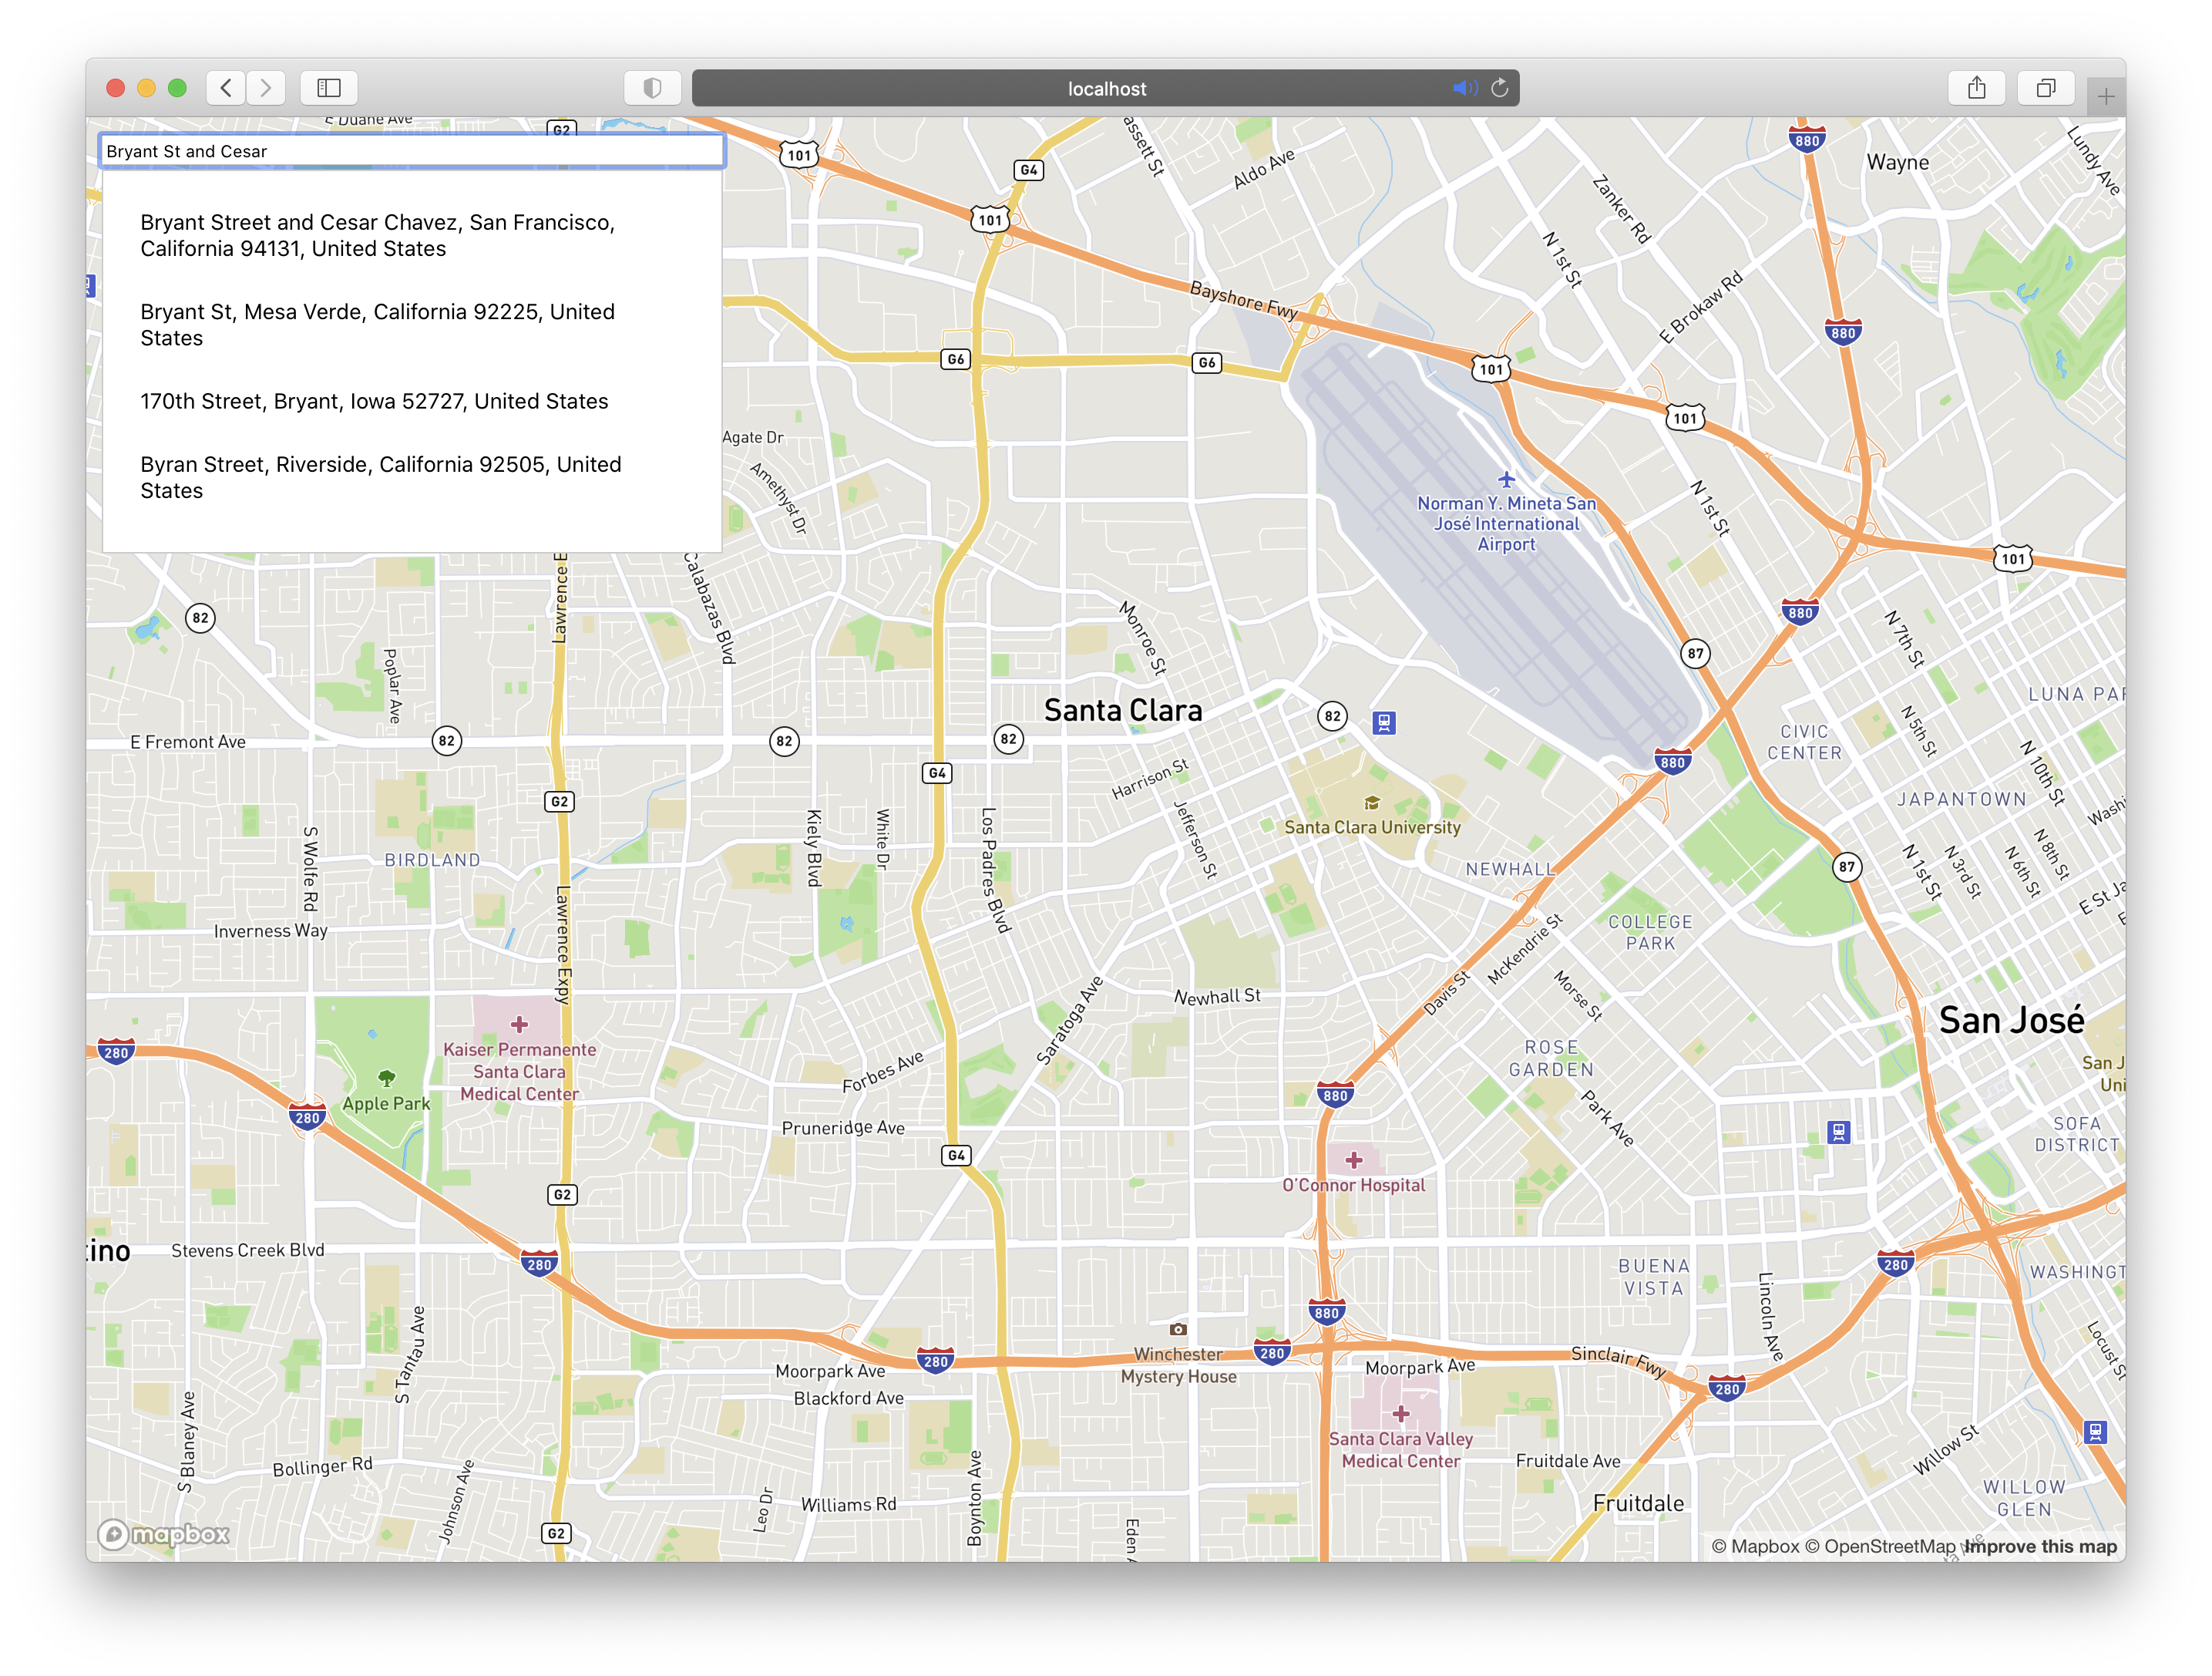 localhost
E Duane Ave
G2
Bryant St and Cesar
101
G4
Aldo Ave
880
Wayne
Lundy Ave
Bryant Street and Cesar Chavez, San Francisco,
California 94131, United States
101
Zanker Rd
N 1st St
Bryant St, Mesa Verde, California 92225, United
States
Bayshore Fwy
E Brokaw Rd
880
G6
G6
101
170th Street, Bryant, Iowa 52727, United States
101
Agate Dr
Byran Street, Riverside, California 92505, United
States
Amethyst Dr
Norman Y. Mineta San
José International
Airport
N 1st St
101
82
Lawrence E
Calabazas Blvd
Monroe St
880
N 7th St
87
Poplar Ave
Santa Clara
82
LUNA PAR
CIVIC
CENTER
N 5th St
E Fremont Ave
82
82
82
880
N 10th St
G4
Harrison St
G2
JAPANTOWN
Washi
Santa Clara University
Kiely Blvd
White Dr
Los Padres Blvd
Jefferson St
S Wolfe Rd
BIRDLAND
NEWHALL
87
N 1st St
N 3rd St
N 6th St
N 8th St
E St Ja
Inverness Way
Lawrence Expy
COLLEGE
PARK
McKendrie St
Davis St
Morse St
Newhall St
Saratoga Ave
San José
280
Kaiser Permanente
Santa Clara
Medical Center
Forbes Ave
ROSE
GARDEN
San J
Uni
Apple Park
280
880
Park Ave
Pruneridge Ave
SOFA
DISTRICT
G4
O'Connor Hospital
G2
tino
Stevens Creek Blvd
280
BUENA
VISTA
280
WASHINGT
Lincoln Ave
880
S Tantau Ave
Winchester
Mystery House
280
280
Moorpark Ave
Moorpark Ave
Sinclair Fwy
280
Locust St
Blackford Ave
S Blaney Ave
Santa Clara Valley
Medical Center
Willow St
Bollinger Rd
Johnson Ave
Leo Dr
Williams Rd
Boynton Ave
Eden A
Fruitdale Ave
Fruitdale
WILLOW
GLEN
G2
mapbox
© Mapbox © OpenStreetMap Improve this map